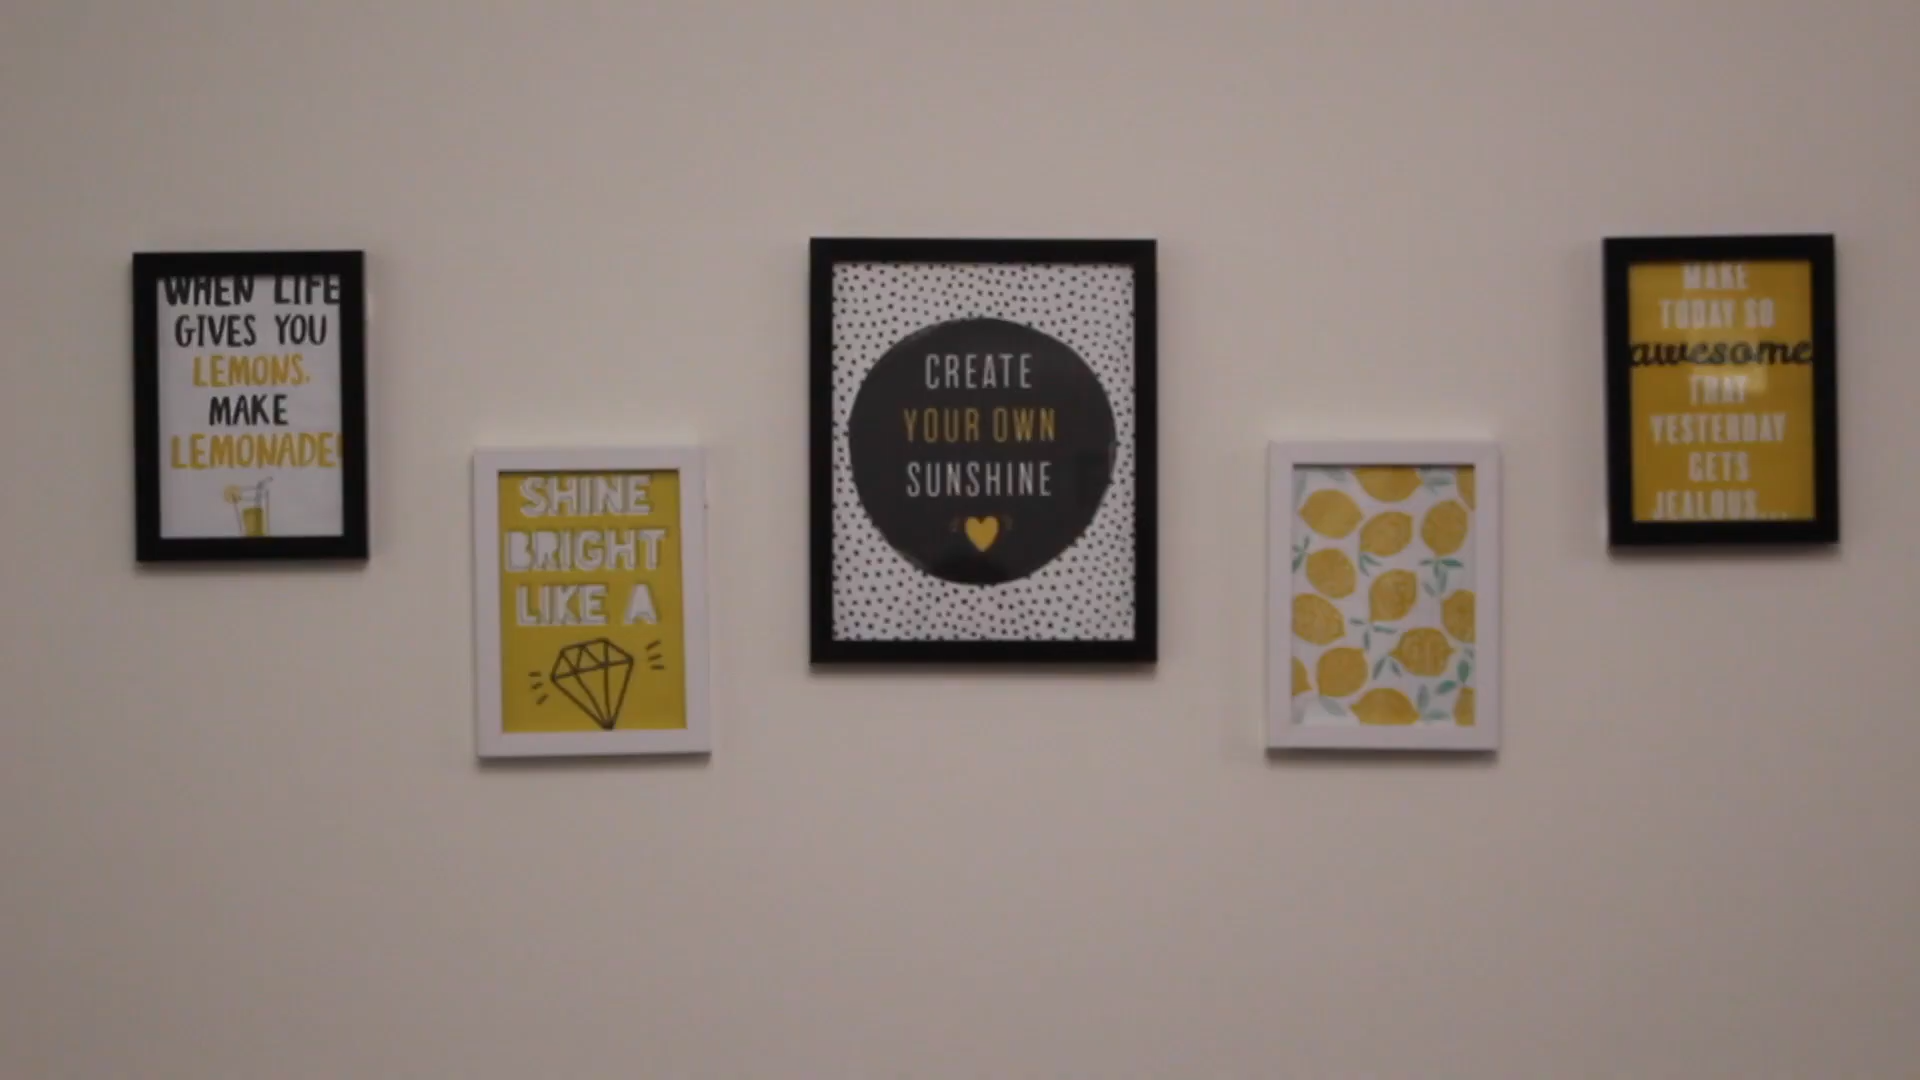 WHEN LIFE
GIVES YOU
LEMONS,
MAKE
LEMONADE!
SHINE
BRIGHT
LIKE A
CREATE
YOUR OWN
SUNSHINE
MAKE
TODAY SO
awesome
THAT
YESTERDAY
GETS
JEALOUS...